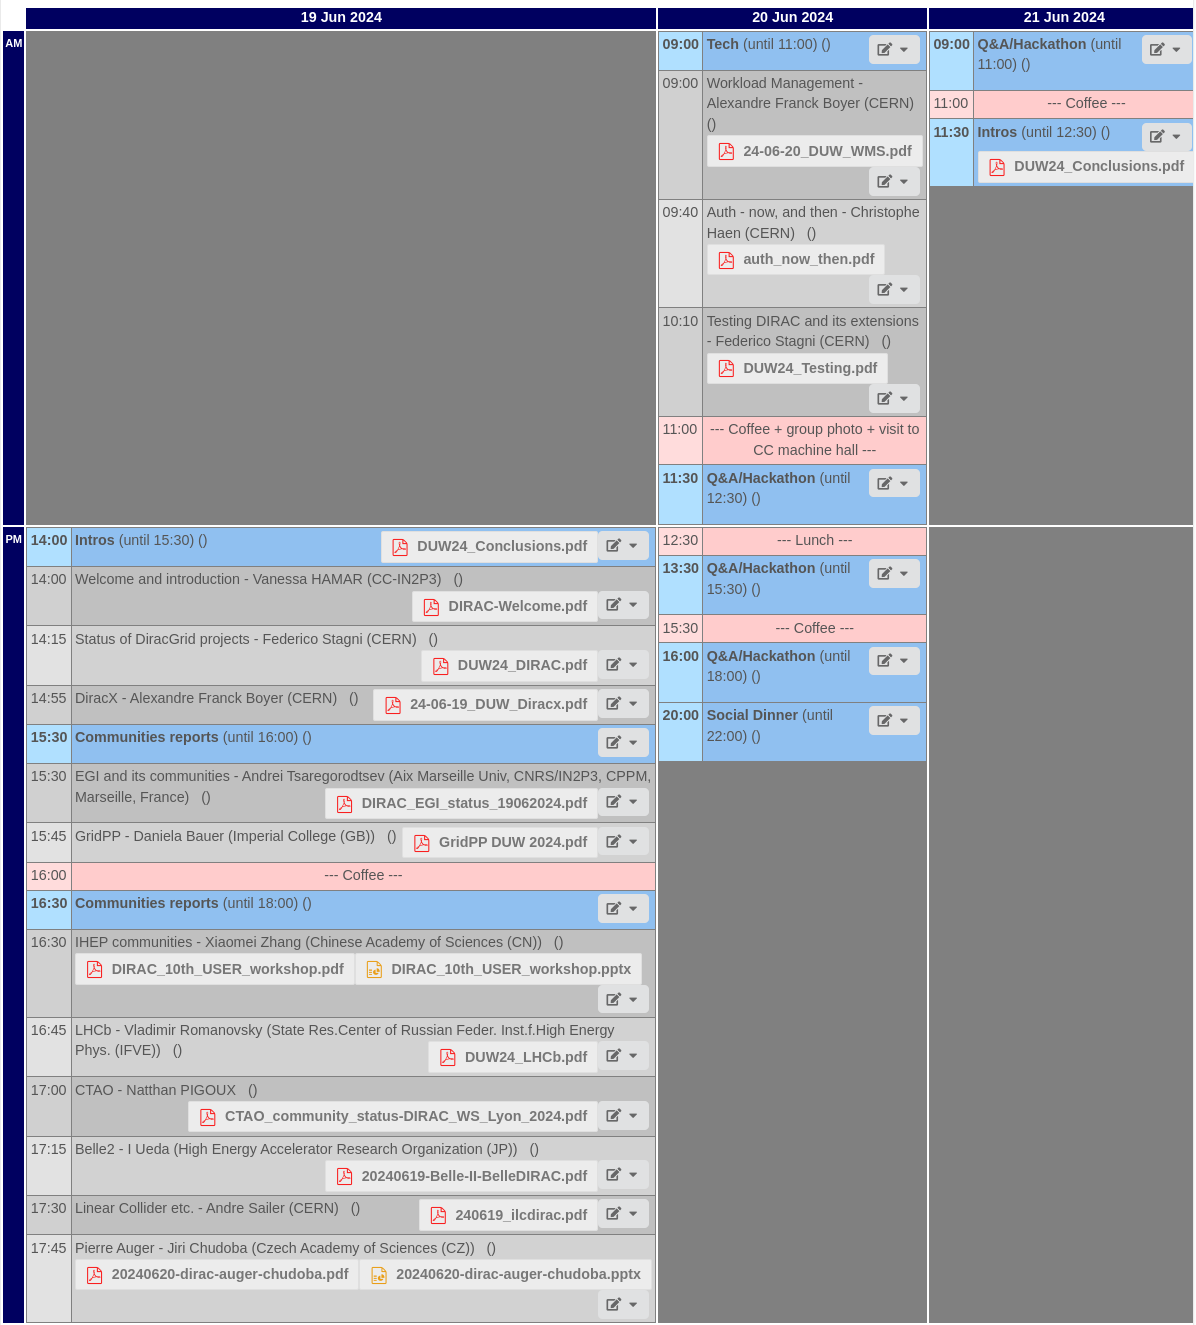 19 Jun 2024
20 Jun 2024
21 Jun 2024
AM
09:00 Tech (until 11:00) ()
09:00 Workload Management -
Alexandre Franck Boyer (CERN)
()
24-06-20_DUW_WMS.pdf
09:40 Auth - now, and then - Christophe
Haen (CERN) ()
auth_now_then.pdf
10:10 Testing DIRAC and its extensions
- Federico Stagni (CERN) ()
DUW24_Testing.pdf
11:00 --- Coffee + group photo + visit to
CC machine hall ---
11:30 Q&A/Hackathon (until
12:30) ()
09:00 Q&A/Hackathon (until
11:00) ()
11:00 --- Coffee ---
11:30 Intros (until 12:30) ()
DUW24_Conclusions.pdf
PM
14:00 Intros (until 15:30) () DUW24_Conclusions.pdf
14:00 Welcome and introduction - Vanessa HAMAR (CC-IN2P3) ()
DIRAC-Welcome.pdf
14:15 Status of DiracGrid projects - Federico Stagni (CERN) ()
DUW24_DIRAC.pdf
14:55 DiracX - Alexandre Franck Boyer (CERN) () 24-06-19_DUW_Diracx.pdf
15:30 Communities reports (until 16:00) ()
15:30 EGI and its communities - Andrei Tsaregorodtsev (Aix Marseille Univ, CNRS/IN2P3, CPPM,
Marseille, France) () DIRAC_EGI_status_19062024.pdf
15:45 GridPP - Daniela Bauer (Imperial College (GB)) () GridPP DUW 2024.pdf
16:00 --- Coffee ---
16:30 Communities reports (until 18:00) ()
16:30 IHEP communities - Xiaomei Zhang (Chinese Academy of Sciences (CN)) ()
DIRAC_10th_USER_workshop.pdf DIRAC_10th_USER_workshop.pptx
16:45 LHCb - Vladimir Romanovsky (State Res.Center of Russian Feder. Inst.f.High Energy
Phys. (IFVE)) () DUW24_LHCb.pdf
17:00 CTAO - Natthan PIGOUX ()
CTAO_community_status-DIRAC_WS_Lyon_2024.pdf
17:15 Belle2 - I Ueda (High Energy Accelerator Research Organization (JP)) ()
20240619-Belle-II-BelleDIRAC.pdf
17:30 Linear Collider etc. - Andre Sailer (CERN) () 240619_ilcdirac.pdf
17:45 Pierre Auger - Jiri Chudoba (Czech Academy of Sciences (CZ)) ()
20240620-dirac-auger-chudoba.pdf 20240620-dirac-auger-chudoba.pptx
12:30 --- Lunch ---
13:30 Q&A/Hackathon (until
15:30) ()
15:30 --- Coffee ---
16:00 Q&A/Hackathon (until
18:00) ()
20:00 Social Dinner (until
22:00) ()